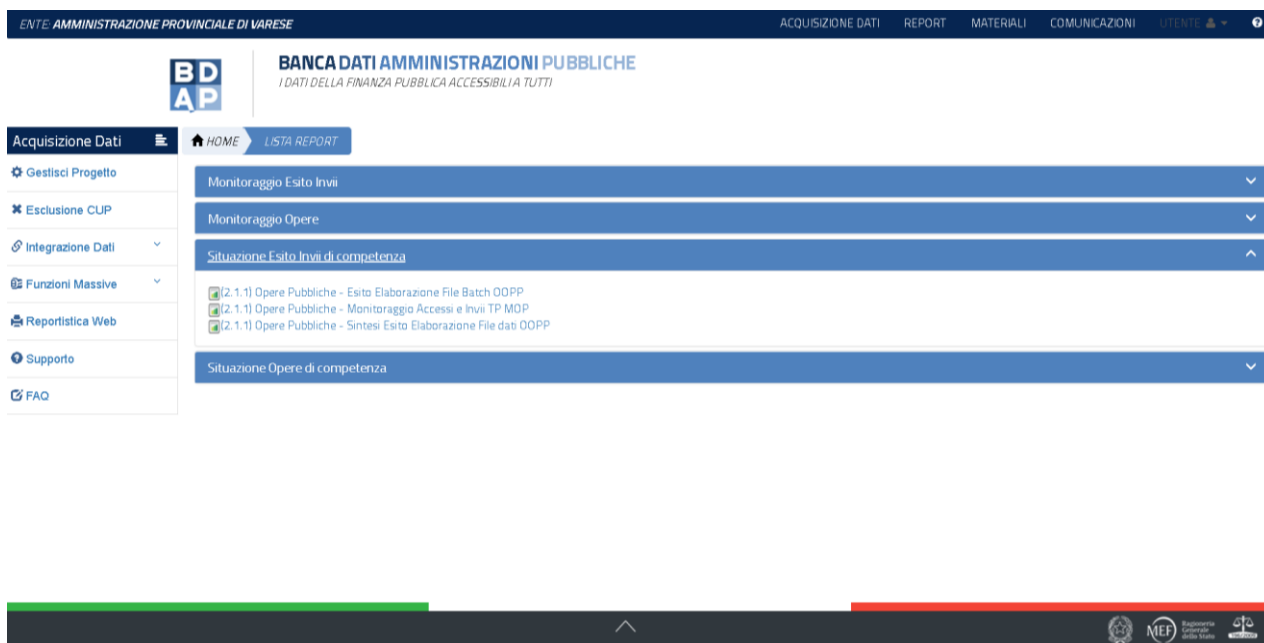 ENTE: AMMINISTRAZIONE PROVINCIALE DI VARESE
ACQUISIZIONE DATI REPORT MATERIALI COMUNICAZIONI UTENTE
BD
AP
BANCA DATI AMMINISTRAZIONI PUBBLICHE
I DATI DELLA FINANZA PUBBLICA ACCESSIBILI A TUTTI
Acquisizione Dati
HOME LISTA REPORT
Gestisci Progetto
Esclusione CUP
Integrazione Dati
Funzioni Massive
Reportistica Web
Supporto
FAQ
Monitoraggio Esito Invii
Monitoraggio Opere
Situazione Esito Invii di competenza
(2.1.1) Opere Pubbliche - Esito Elaborazione File Batch OOPP
(2.1.1) Opere Pubbliche - Monitoraggio Accessi e Invii TP MOP
(2.1.1) Opere Pubbliche - Sintesi Esito Elaborazione File dati OOPP
Situazione Opere di competenza
MEF Ragioneria
Generale
dello Stato